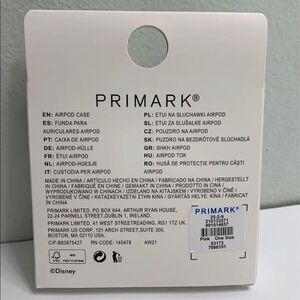 PRIMARK®
EN: AIRPOD CASE
ES: FUNDA PARA
AURICULARES AIRPOD
PT: CAIXA DE AIRPOD
DE: AIRPOD-HÜLLE
FR: ÉTUI AIRPOD
NL: AIRPOD-HOESJE
IT: CUSTODIA PER AIRPOD
PL: ETUI NA SŁUCHAWKI AIRPOD
SL: ETUI ZA SLUŠALKE AIRPOD
CZ: POUZDRO NA AIRPOD
SK: PUZDRO NA BEZDRÔTOVÉ SLÚCHADLÁ
GR: ΘΗΚΗ AIRPOD
HU: AIRPOD TOK
RO: HUSĂ DE PROTECȚIE PENTRU CĂȘTI
AIRPOD
MADE IN CHINA / ARTÍCULO HECHO EN CHINA / FABRICADO NA CHINA / HERGESTELLT
IN CHINA / FABRIQUÉ EN CHINE / GEMAAKT IN CHINA / PRODOTTO IN CINA /
WYPRODUKOWANO W CHINACH / IZDELANO NA KITAJSKEM / VYROBENO V ČÍNĚ /
VYROBENÉ V ČÍNE / ΚΑΤΑΣΚΕΥΑΖΕΤΑΙ ΣΤΗΝ ΚΙΝΑ / KÍNÁBAN KÉSZÜLT / FABRICAT
ÎN CHINA
PRIMARK LIMITED, PO BOX 644, ARTHUR RYAN HOUSE,
22-24 PARNELL STREET, DUBLIN 1, IRELAND.
PRIMARK LIMITED, 41 WEST STREET, READING, RG1 1TZ UK
PRIMARK US CORP, 101 ARCH STREET, SUITE 300,
BOSTON, MA 02110 USA.
CIF-B83875427 RN CODE: 145478 AW21
©Disney
PRIMARK®
Pink One Size
63173
7986101